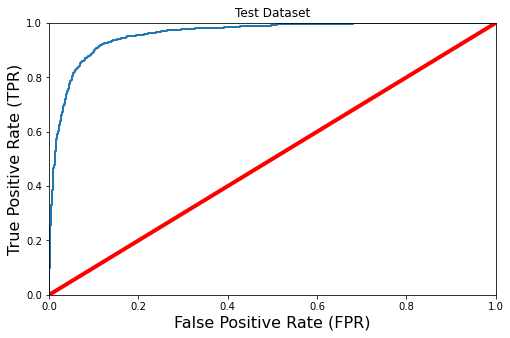 Test Dataset
True Positive Rate (TPR)
1.0
0.8
0.6
0.4
0.2
0.0
0.0 0.2 0.4 0.6 0.8 1.0
False Positive Rate (FPR)